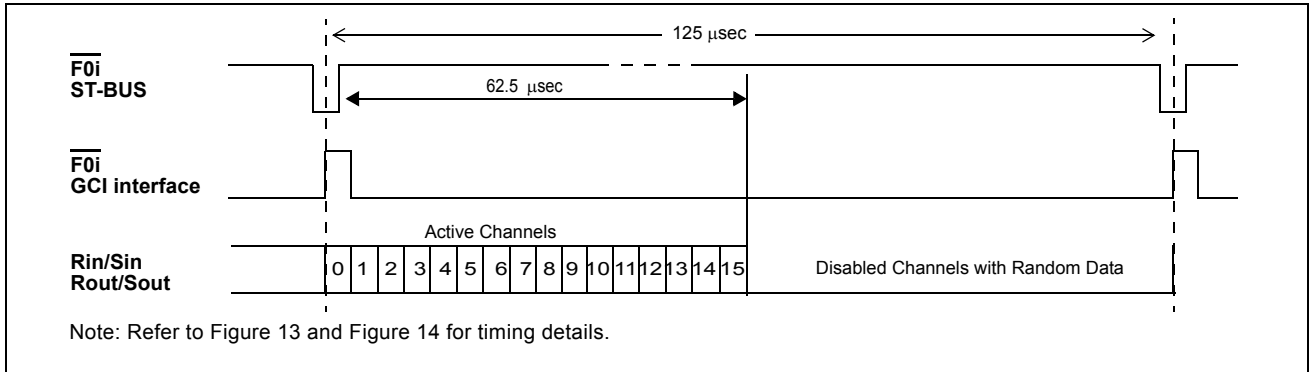 125 μsec
F0i
ST-BUS
62.5 μsec
F0i
GCI interface
Active Channels
Rin/Sin
Rout/Sout
0 1 2 3 4 5 6 7 8 9 10 11 12 13 14 15
Disabled Channels with Random Data
Note: Refer to Figure 13 and Figure 14 for timing details.